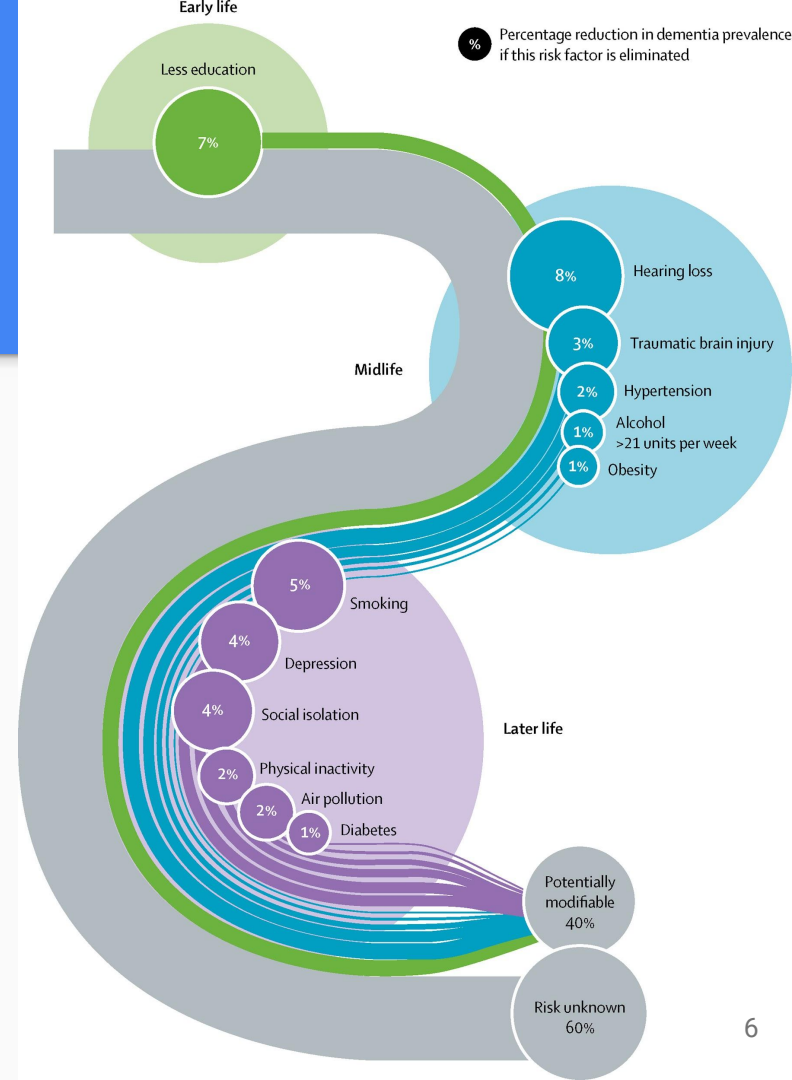 Early life
% Percentage reduction in dementia prevalence
if this risk factor is eliminated
Less education
7%
8%
Hearing loss
3%
Traumatic brain injury
Midlife
2%
Hypertension
1%
Alcohol
>21 units per week
1%
Obesity
5%
Smoking
4%
Depression
4%
Social isolation
Later life
2%
Physical inactivity
2%
Air pollution
1%
Diabetes
Potentially
modifiable
40%
Risk unknown
60%
6